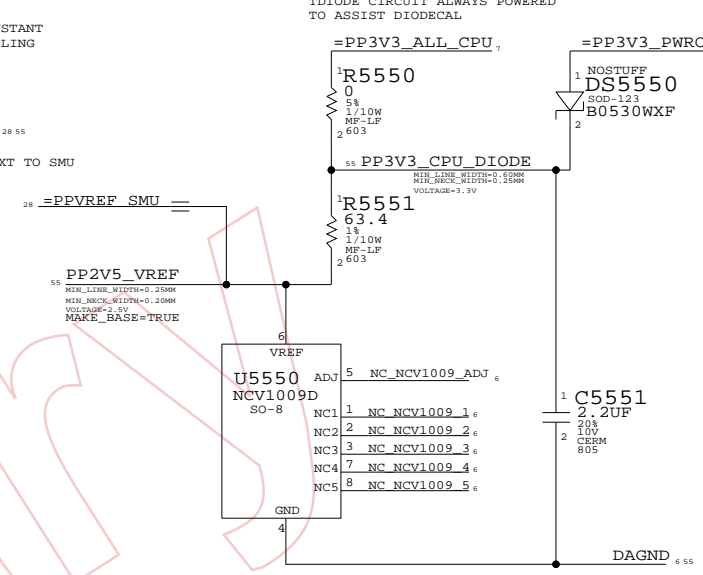 TDIODE CIRCUIT ALWAYS POWERED
TO ASSIST DIODECAL
STANT
PLING
28 55
XT TO SMU
=PP3V3_ALL_CPU 7
=PP3V3_PWRO
1 R5550
0
5%
1/10W
MF-LF
2 603
1 NOSTUFF
DS5550
SOD-123
B0530WXF
2
55 PP3V3_CPU_DIODE
MIN_LINE_WIDTH=0.60MM
MIN_NECK_WIDTH=0.25MM
VOLTAGE=3.3V
28 =PPVREF_SMU
1 R5551
63.4
1%
1/10W
MF-LF
2 603
55 PP2V5_VREF
MIN_LINE_WIDTH=0.25MM
MIN_NECK_WIDTH=0.20MM
VOLTAGE=2.5V
MAKE_BASE=TRUE
6
VREF
U5550
NCV1009D
SO-8
ADJ 5 NC_NCV1009_ADJ 6
NC1 1 NC_NCV1009_1 6
NC2 2 NC_NCV1009_2 6
NC3 3 NC_NCV1009_3 6
NC4 7 NC_NCV1009_4 6
NC5 8 NC_NCV1009_5 6
GND
4
1 C5551
2.2UF
20%
10V
2 CERM
805
DAGND 6 55
ry